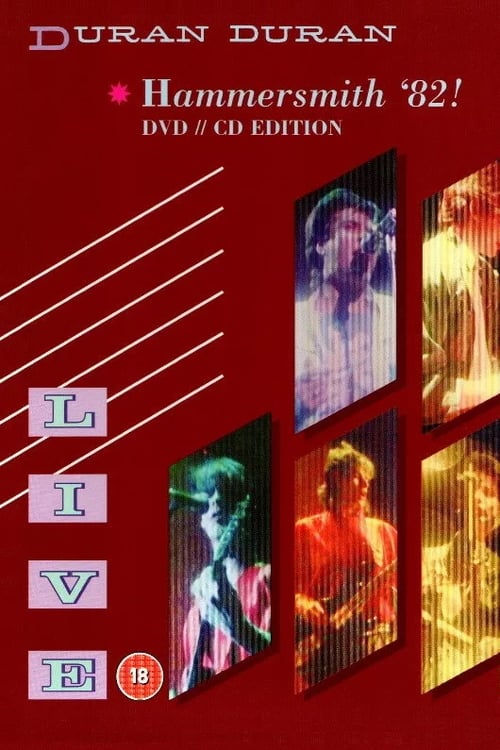 DURAN DURAN
Hammersmith ‘82!
DVD // CD EDITION
L
I
V
E
18